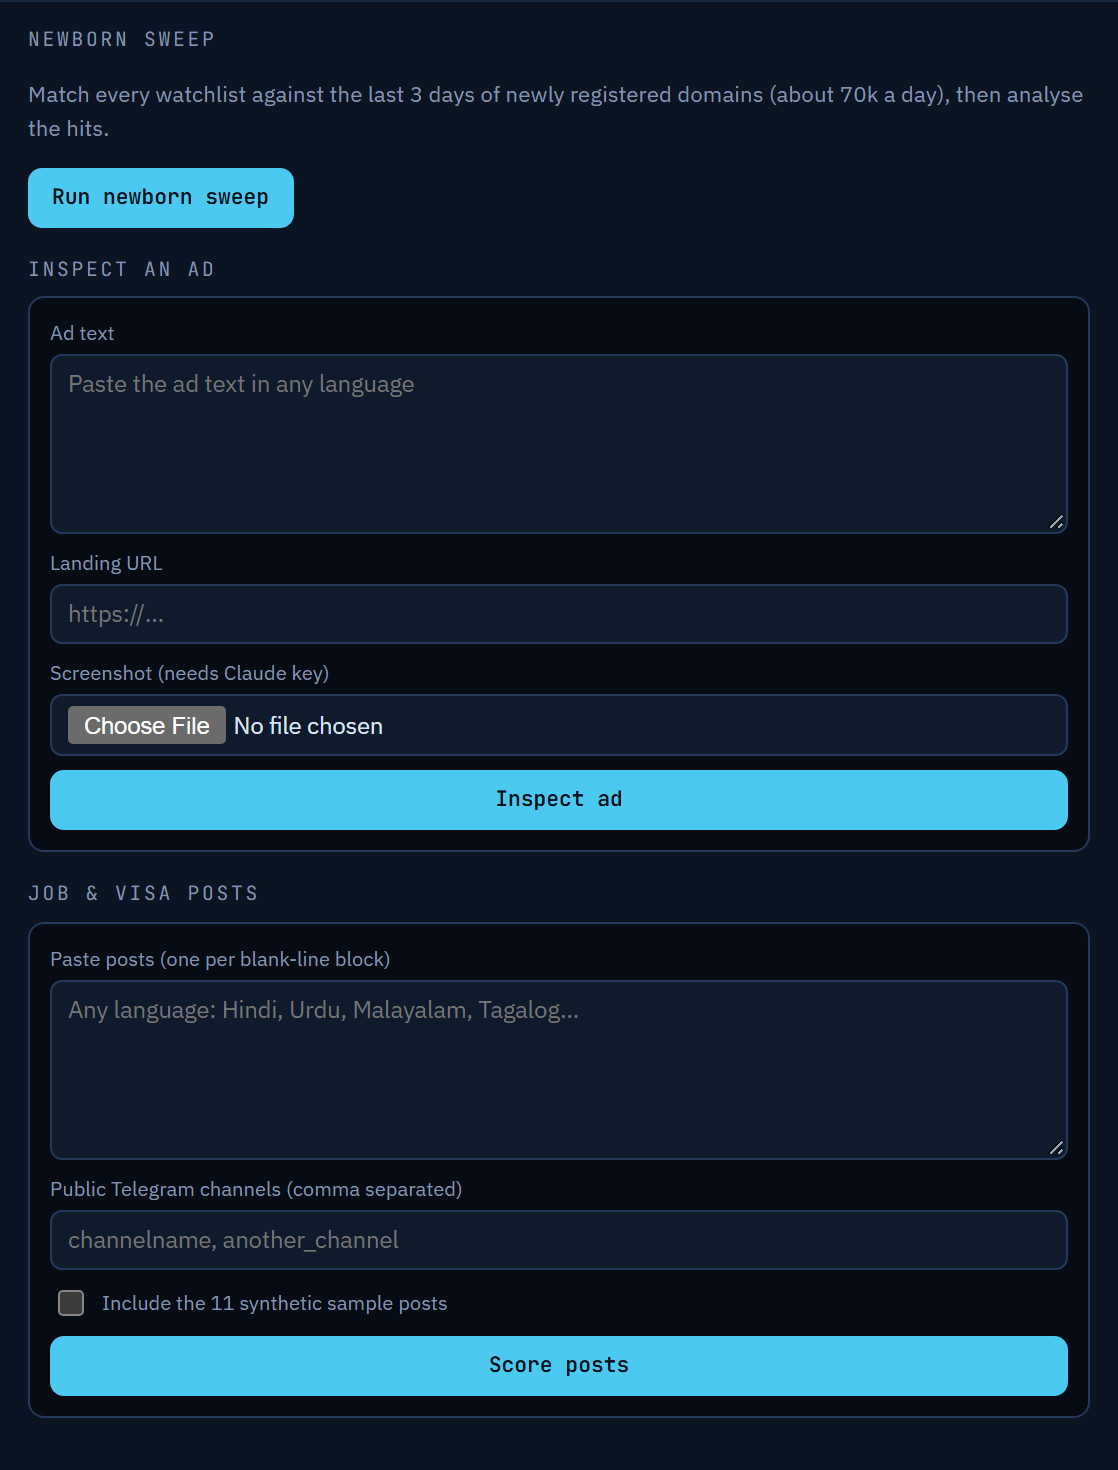 NEWBORN SWEEP
Match every watchlist against the last 3 days of newly registered domains (about 70k a day), then analyse
the hits.
Run newborn sweep
INSPECT AN AD
Ad text
Paste the ad text in any language
Landing URL
https://...
Screenshot (needs Claude key)
Choose File No file chosen
Inspect ad
JOB & VISA POSTS
Paste posts (one per blank-line block)
Any language: Hindi, Urdu, Malayalam, Tagalog...
Public Telegram channels (comma separated)
channelname, another_channel
Include the 11 synthetic sample posts
Score posts